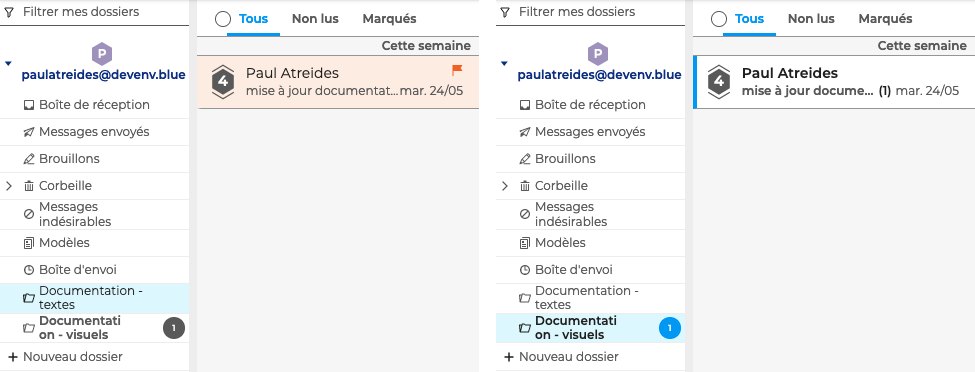 Filtrer mes dossiers
P
paulatreides@devenv.blue
Boîte de réception
Messages envoyés
Brouillons
Corbeille
Messages
indésirables
Modèles
Boîte d'envoi
Documentation -
textes
Documentati
on - visuels
1
Nouveau dossier
Tous Non lus Marqués
Cette semaine
4
Paul Atreides
mise à jour documentat... mar. 24/05
Filtrer mes dossiers
P
paulatreides@devenv.blue
Boîte de réception
Messages envoyés
Brouillons
Corbeille
Messages
indésirables
Modèles
Boîte d'envoi
Documentation -
textes
Documentati
on - visuels
1
Nouveau dossier
Tous Non lus Marqués
Cette semaine
4
Paul Atreides
mise à jour docume... (1) mar. 24/05